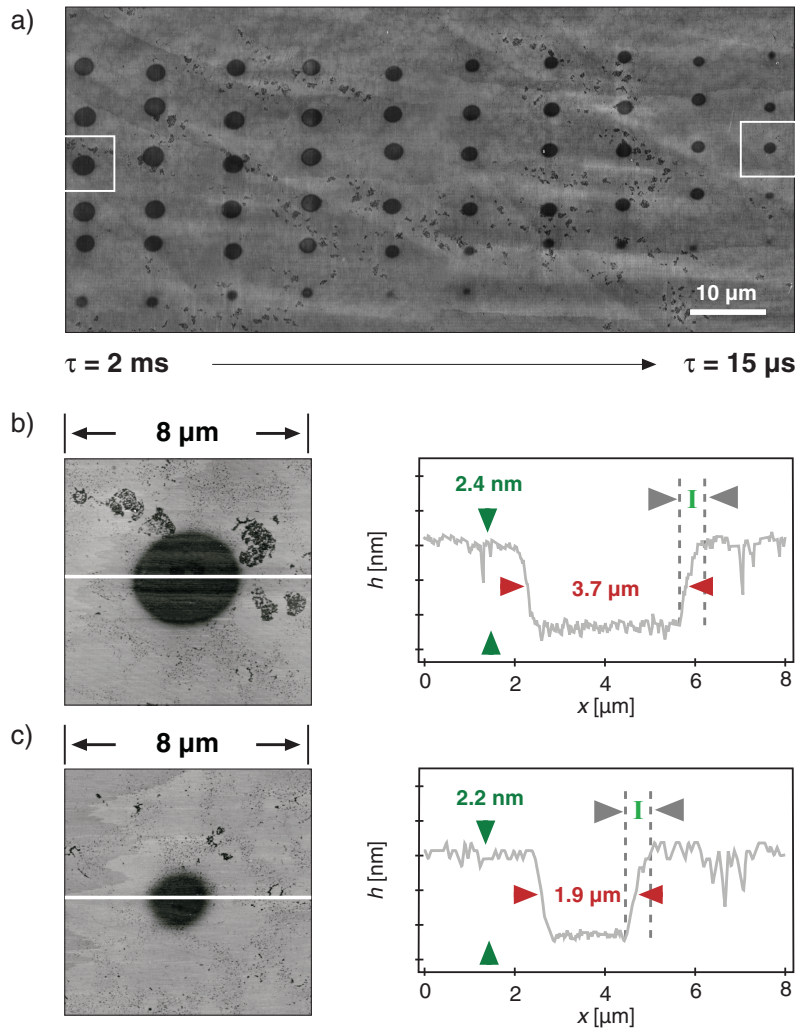 a)
10 µm
τ = 2 ms
τ = 15 µs
b)
8 µm
2.4 nm
I
3.7 µm
h [nm]
0 2 4 6 8
x [µm]
c)
8 µm
2.2 nm
I
1.9 µm
h [nm]
0 2 4 6 8
x [µm]